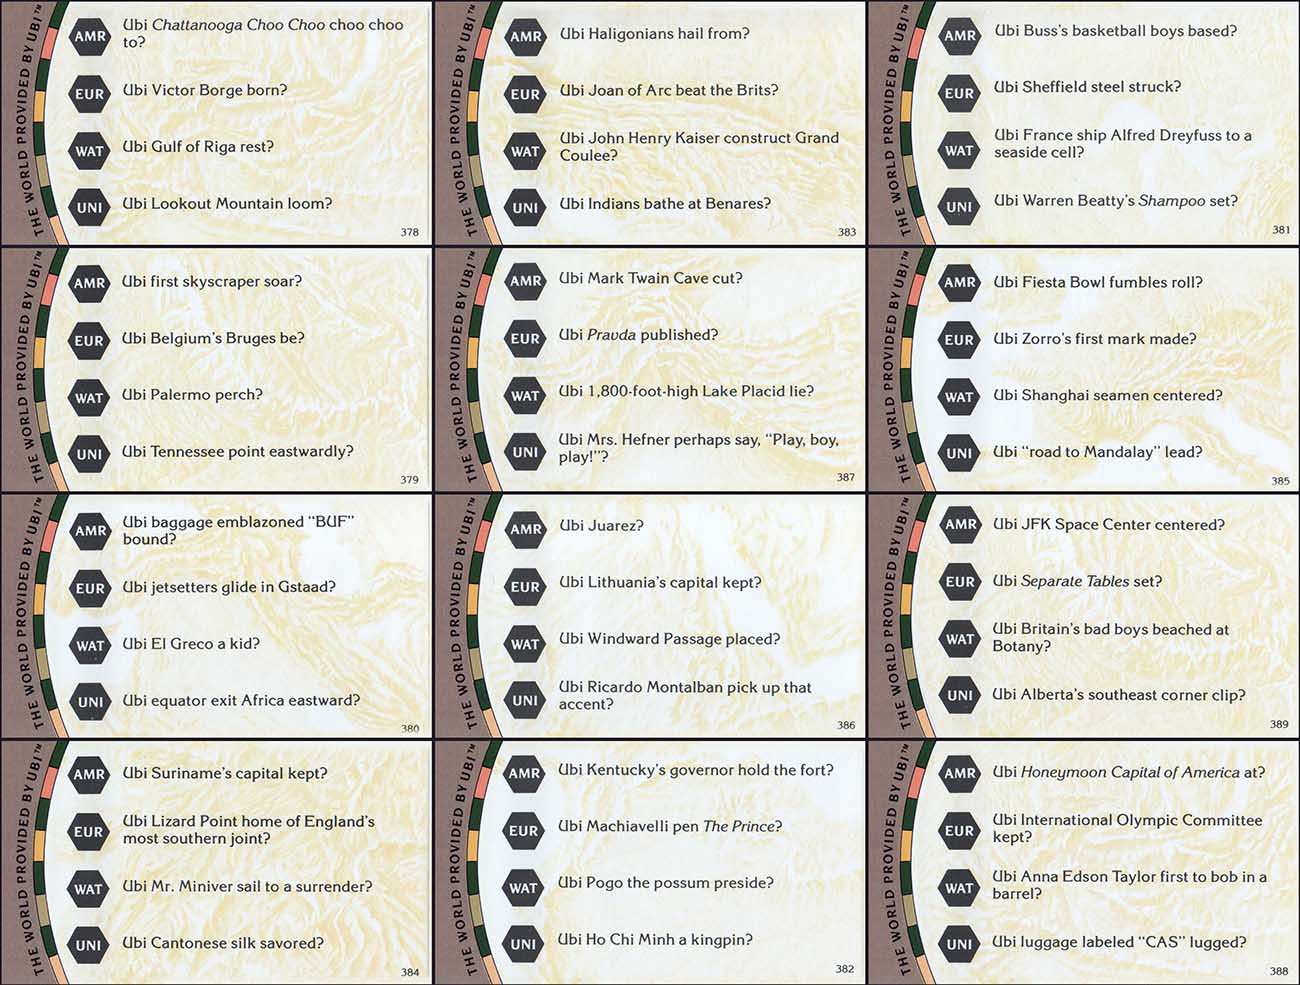 THE WORLD PROVIDED BY UBI™
AMR
Ubi Chattanooga Choo Choo choo choo
to?
EUR
Ubi Victor Borge born?
WAT
Ubi Gulf of Riga rest?
UNI
Ubi Lookout Mountain loom?
378
THE WORLD PROVIDED BY UBI™
AMR
Ubi Haligonians hail from?
EUR
Ubi Joan of Arc beat the Brits?
WAT
Ubi John Henry Kaiser construct Grand
Coulee?
UNI
Ubi Indians bathe at Benares?
383
THE WORLD PROVIDED BY UBI™
AMR
Ubi Buss's basketball boys based?
EUR
Ubi Sheffield steel struck?
WAT
Ubi France ship Alfred Dreyfuss to a
seaside cell?
UNI
Ubi Warren Beatty's Shampoo set?
381
THE WORLD PROVIDED BY UBI™
AMR
Ubi first skyscraper soar?
EUR
Ubi Belgium's Bruges be?
WAT
Ubi Palermo perch?
UNI
Ubi Tennessee point eastwardly?
379
THE WORLD PROVIDED BY UBI™
AMR
Ubi Mark Twain Cave cut?
EUR
Ubi Pravda published?
WAT
Ubi 1,800-foot-high Lake Placid lie?
UNI
Ubi Mrs. Hefner perhaps say, “Play, boy,
play!”?
387
THE WORLD PROVIDED BY UBI™
AMR
Ubi Fiesta Bowl fumbles roll?
EUR
Ubi Zorro's first mark made?
WAT
Ubi Shanghai seamen centered?
UNI
Ubi “road to Mandalay” lead?
385
THE WORLD PROVIDED BY UBI™
AMR
Ubi baggage emblazoned “BUF”
bound?
EUR
Ubi jetsetters glide in Gstaad?
WAT
Ubi El Greco a kid?
UNI
Ubi equator exit Africa eastward?
380
THE WORLD PROVIDED BY UBI™
AMR
Ubi Juarez?
EUR
Ubi Lithuania's capital kept?
WAT
Ubi Windward Passage placed?
UNI
Ubi Ricardo Montalban pick up that
accent?
386
THE WORLD PROVIDED BY UBI™
AMR
Ubi JFK Space Center centered?
EUR
Ubi Separate Tables set?
WAT
Ubi Britain's bad boys beached at
Botany?
UNI
Ubi Alberta's southeast corner clip?
389
THE WORLD PROVIDED BY UBI™
AMR
Ubi Suriname's capital kept?
EUR
Ubi Lizard Point home of England's
most southern joint?
WAT
Ubi Mr. Miniver sail to a surrender?
UNI
Ubi Cantonese silk savored?
384
THE WORLD PROVIDED BY UBI™
AMR
Ubi Kentucky's governor hold the fort?
EUR
Ubi Machiavelli pen The Prince?
WAT
Ubi Pogo the possum preside?
UNI
Ubi Ho Chi Minh a kingpin?
382
THE WORLD PROVIDED BY UBI™
AMR
Ubi Honeymoon Capital of America at?
EUR
Ubi International Olympic Committee
kept?
WAT
Ubi Anna Edson Taylor first to bob in a
barrel?
UNI
Ubi luggage labeled “CAS” lugged?
388